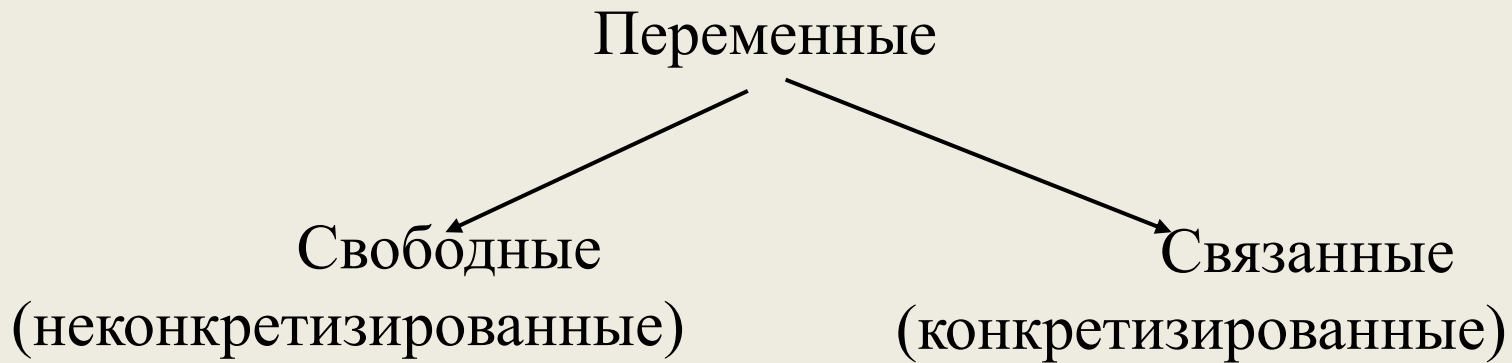 Переменные
Свободные
(неконкретизированные)
Связанные
(конкретизированные)